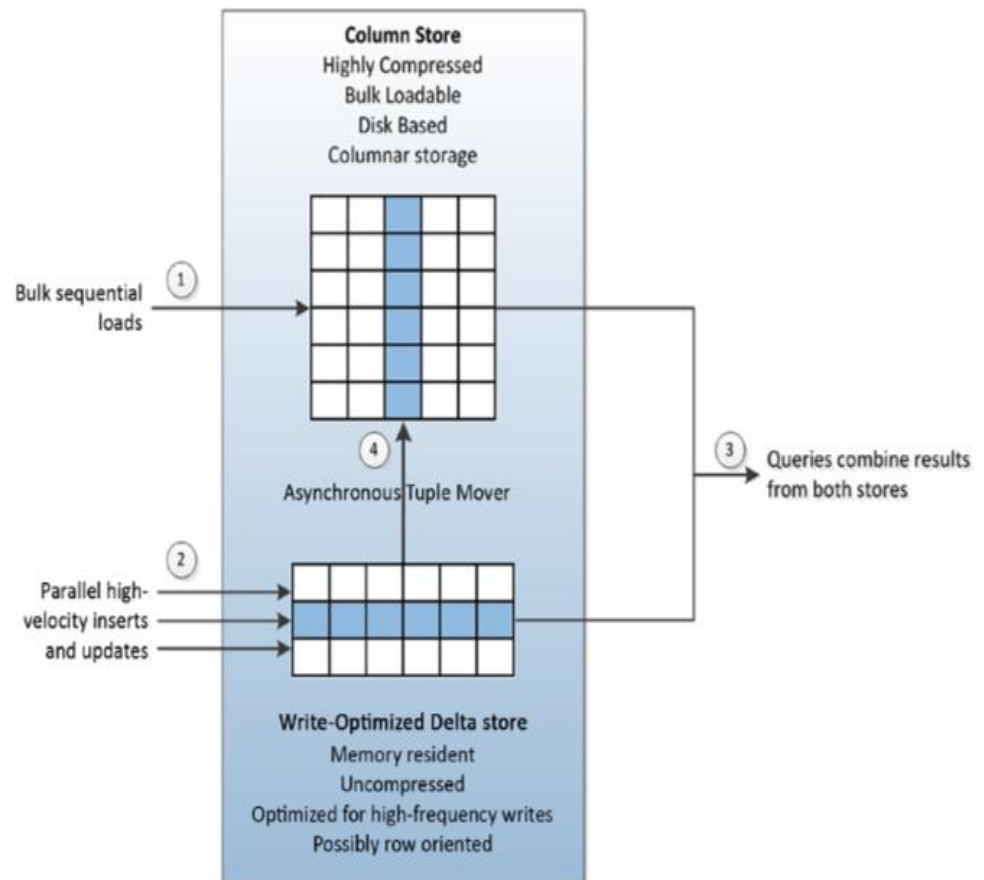 Column Store
Highly Compressed
Bulk Loadable
Disk Based
Columnar storage
1
Bulk sequential
loads
4
3
Queries combine results
from both stores
Asynchronous Tuple Mover
2
Parallel high-
velocity inserts
and updates
Write-Optimized Delta store
Memory resident
Uncompressed
Optimized for high-frequency writes
Possibly row oriented